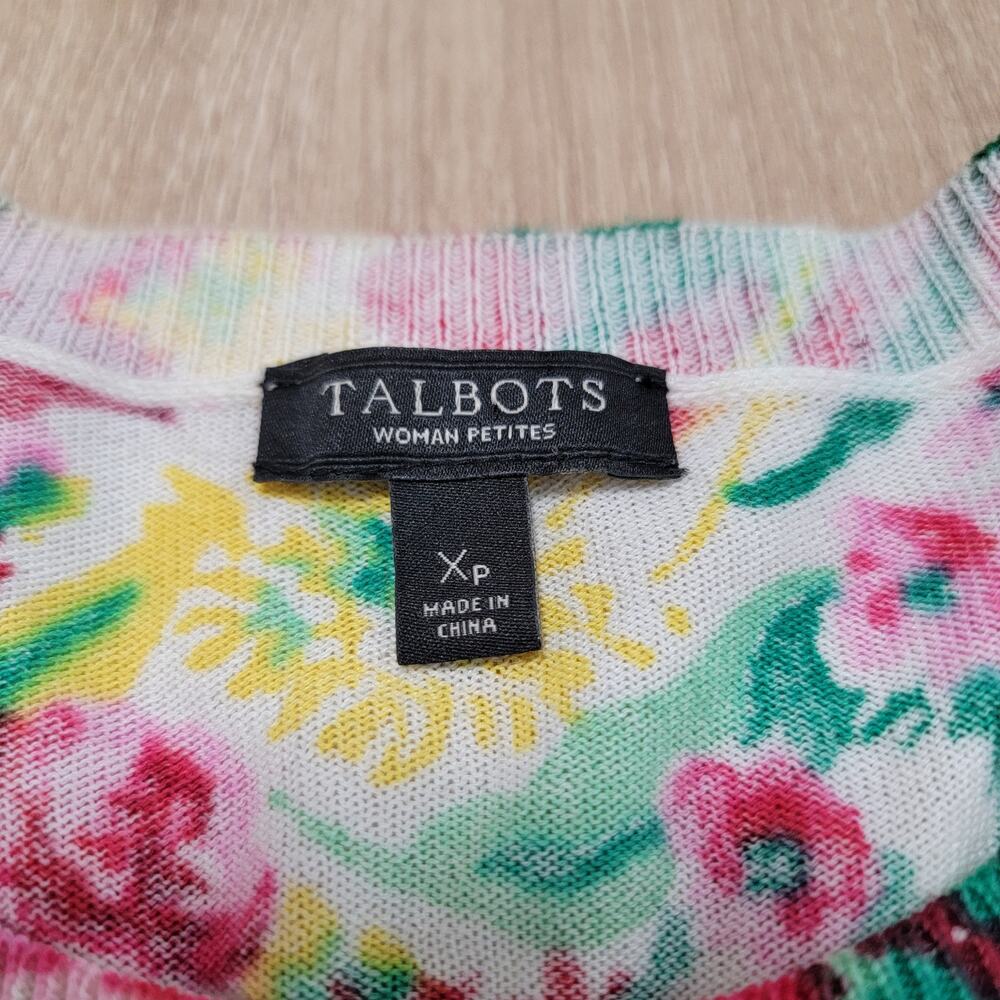 TALBOTS
WOMAN PETITES
XP
MADE IN
CHINA